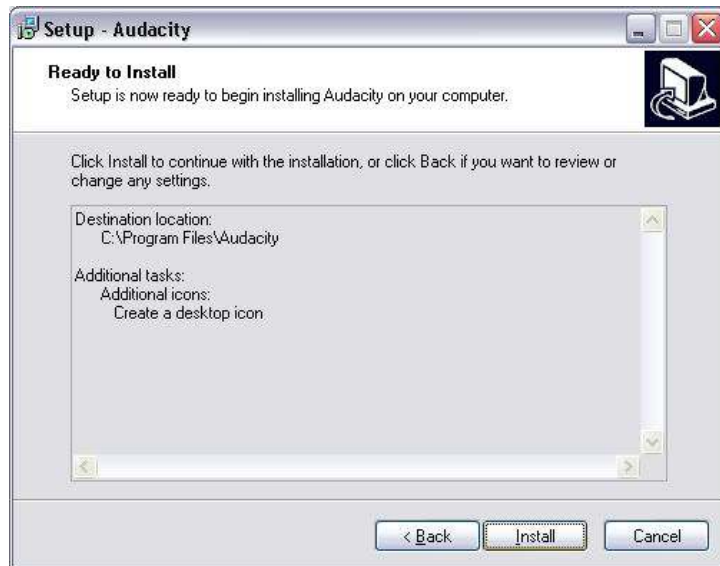 Setup - Audacity
Ready to Install
Setup is now ready to begin installing Audacity on your computer.
Click Install to continue with the installation, or click Back if you want to review or
change any settings.
Destination location:
C:\Program Files\Audacity
Additional tasks:
Additional icons:
Create a desktop icon
< Back
Install
Cancel